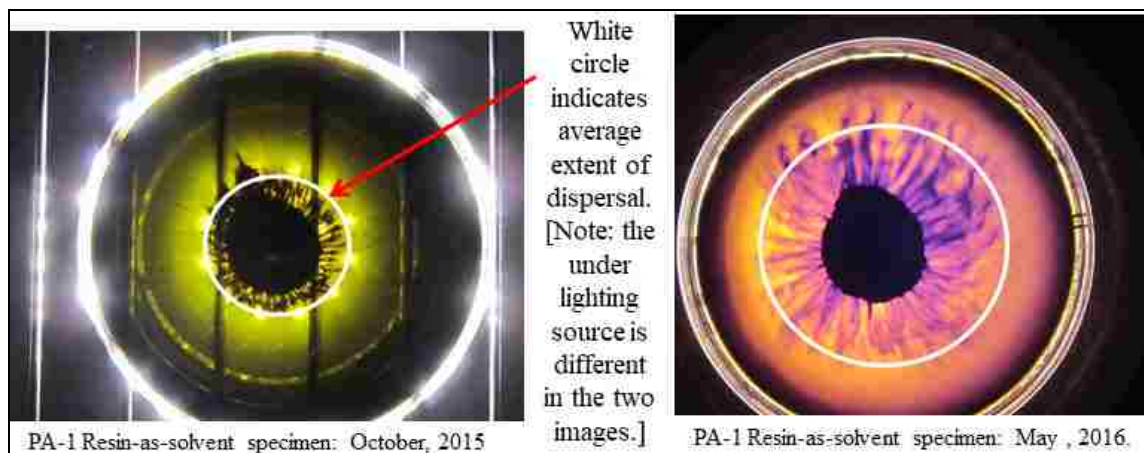 White
circle
indicates
average
extent of
dispersal.
[Note: the
under
lighting
source is
different
in the two
images.]
PA-1 Resin-as-solvent specimen: October, 2015
PA-1 Resin-as-solvent specimen: May , 2016.